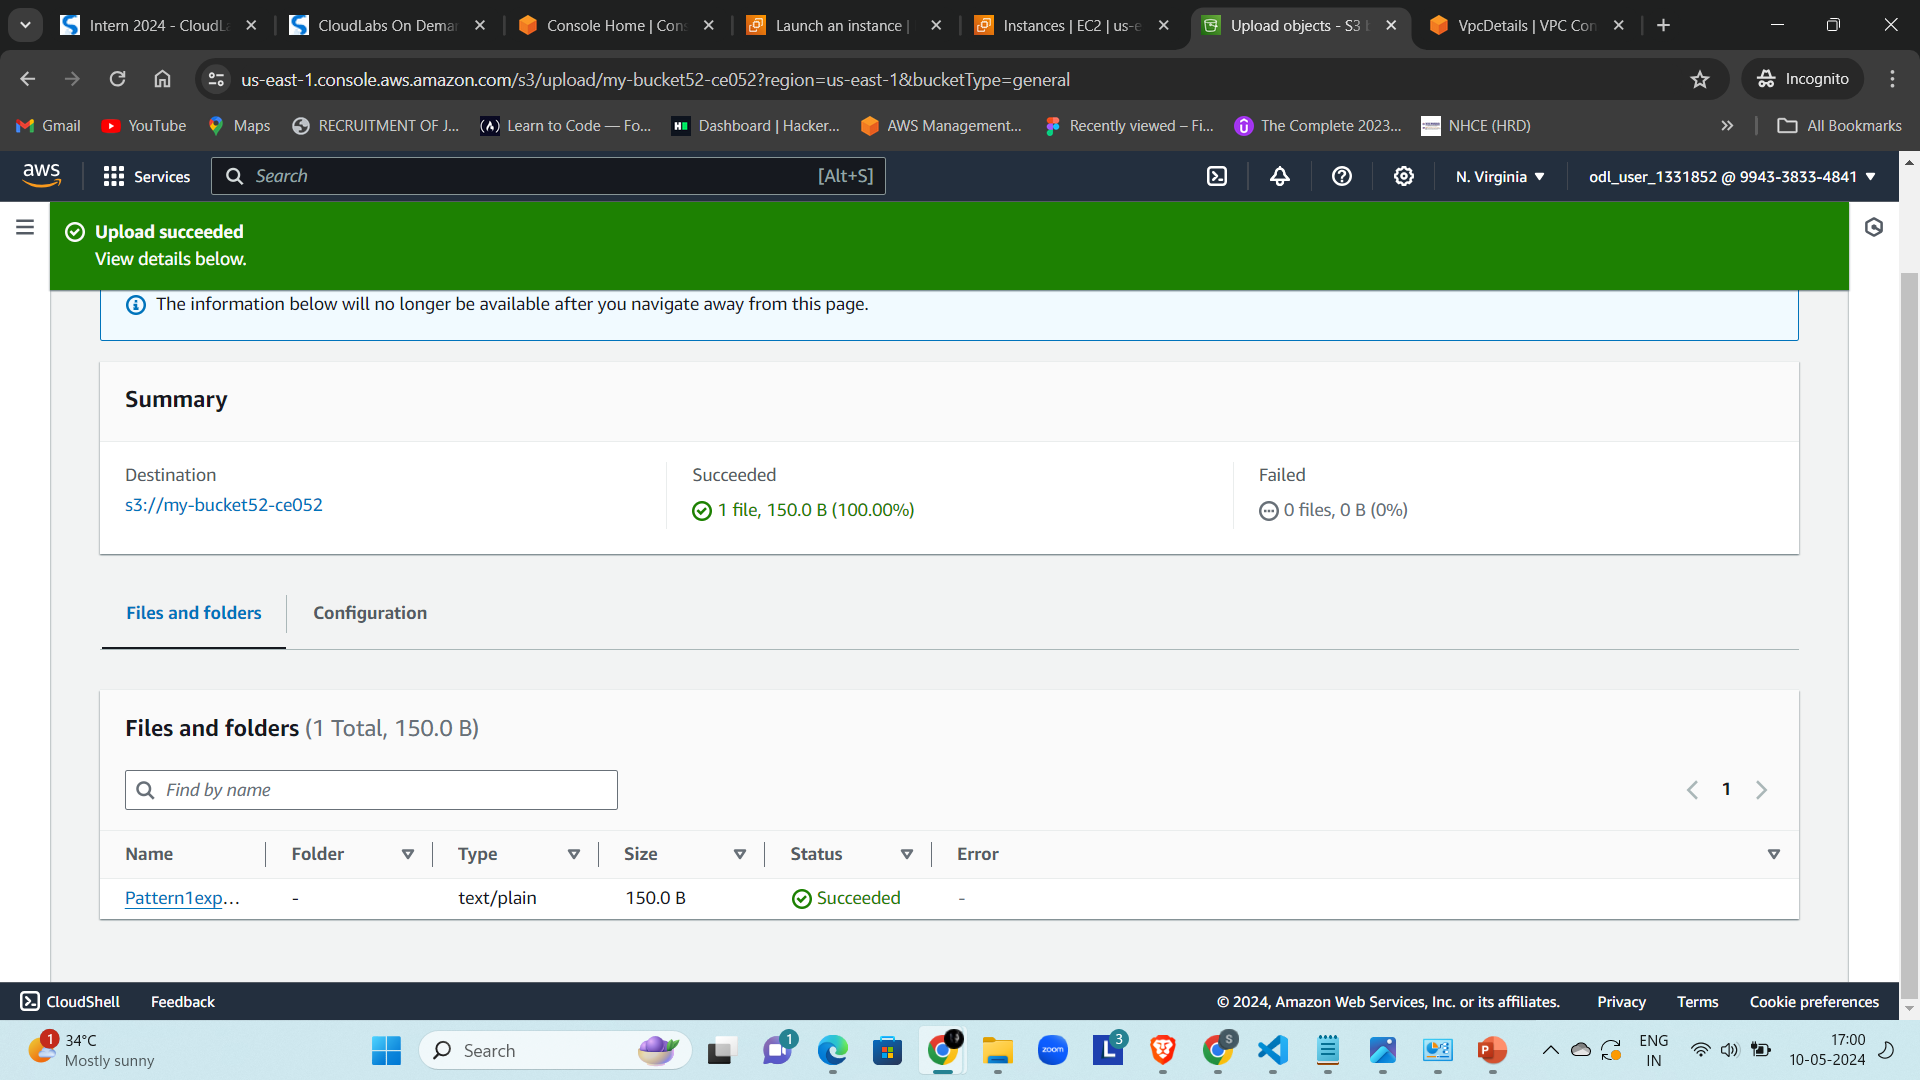 Intern 2024 - CloudLa
CloudLabs On Deman
Console Home | Cons
Launch an instance |
Instances | EC2 | us-e
Upload objects - S3 b
VpcDetails | VPC Con
us-east-1.console.aws.amazon.com/s3/upload/my-bucket52-ce052?region=us-east-1&bucketType=general
Incognito
Gmail
YouTube
Maps
RECRUITMENT OF J...
Learn to Code — Fo...
Dashboard | Hacker...
AWS Management...
Recently viewed – Fi...
The Complete 2023...
NHCE (HRD)
All Bookmarks
aws
Services
Search
[Alt+S]
N. Virginia
odl_user_1331852 @ 9943-3833-4841
Upload succeeded
View details below.
The information below will no longer be available after you navigate away from this page.
Summary
Destination
s3://my-bucket52-ce052
Succeeded
1 file, 150.0 B (100.00%)
Failed
0 files, 0 B (0%)
Files and folders
Configuration
Files and folders (1 Total, 150.0 B)
Find by name
1
Name
Folder
Type
Size
Status
Error
Pattern1exp...
-
text/plain
150.0 B
Succeeded
-
CloudShell
Feedback
© 2024, Amazon Web Services, Inc. or its affiliates.
Privacy
Terms
Cookie preferences
1
34°C
Mostly sunny
Search
1
zoom
L
3
S
P
ENG
IN
17:00
10-05-2024